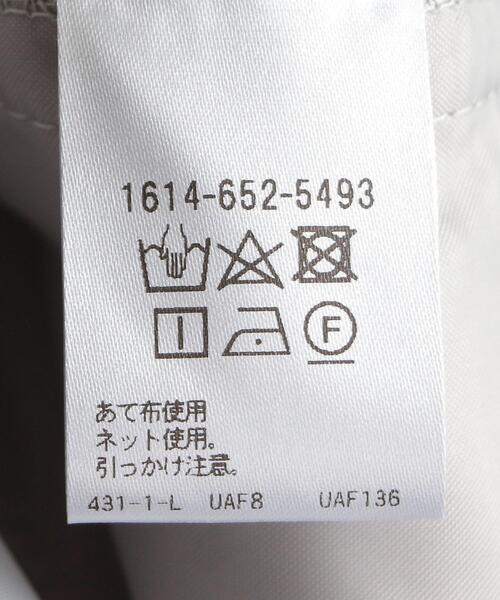 1614-652-5493
F
あて布使用
ネット使用。
引っかけ注意。
431-1-L UAF8 UAF136